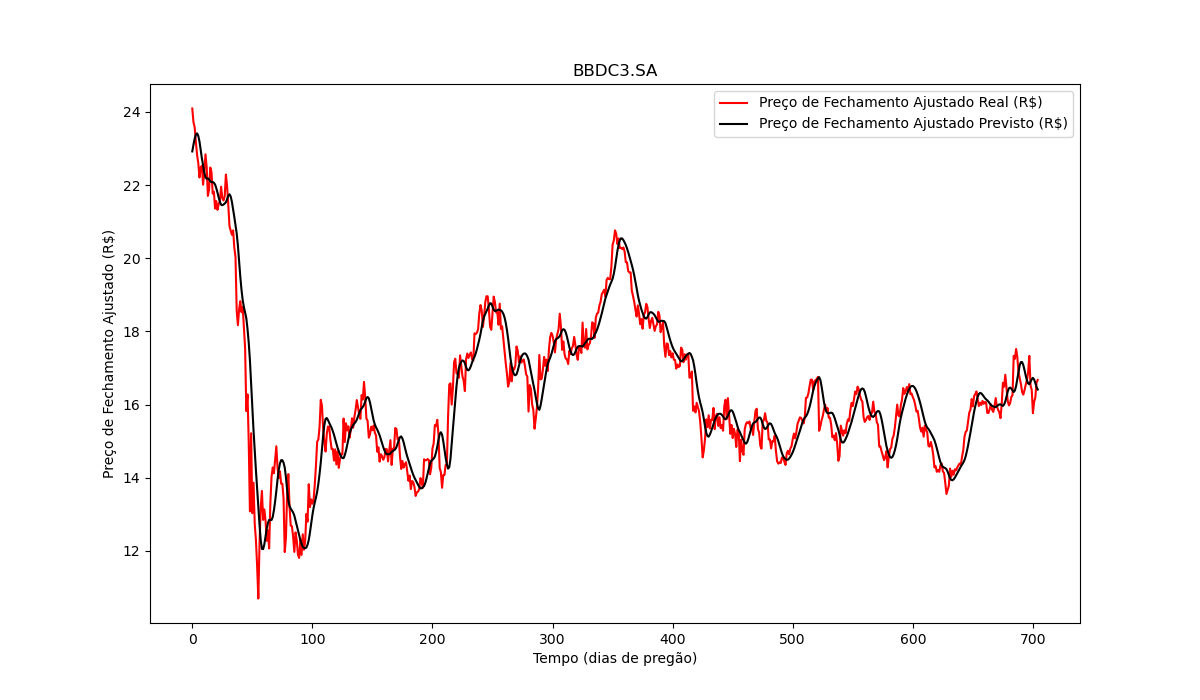 BBDC3.SA
Preço de Fechamento Ajustado Real (R$)
Preço de Fechamento Ajustado Previsto (R$)
Preço de Fechamento Ajustado (R$)
24
22
20
18
16
14
12
0 100 200 300 400 500 600 700
Tempo (dias de pregão)